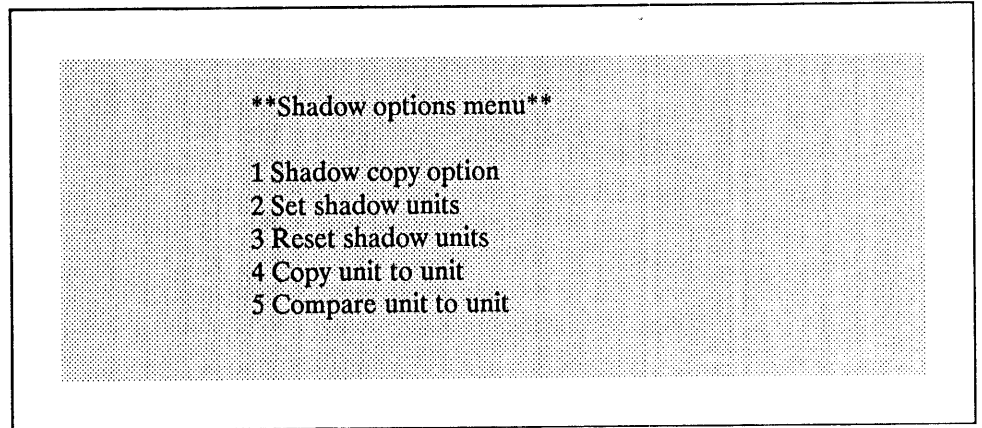 **Shadow options menu**
1 Shadow copy option
2 Set shadow units
3 Reset shadow units
4 Copy unit to unit
5 Compare unit to unit